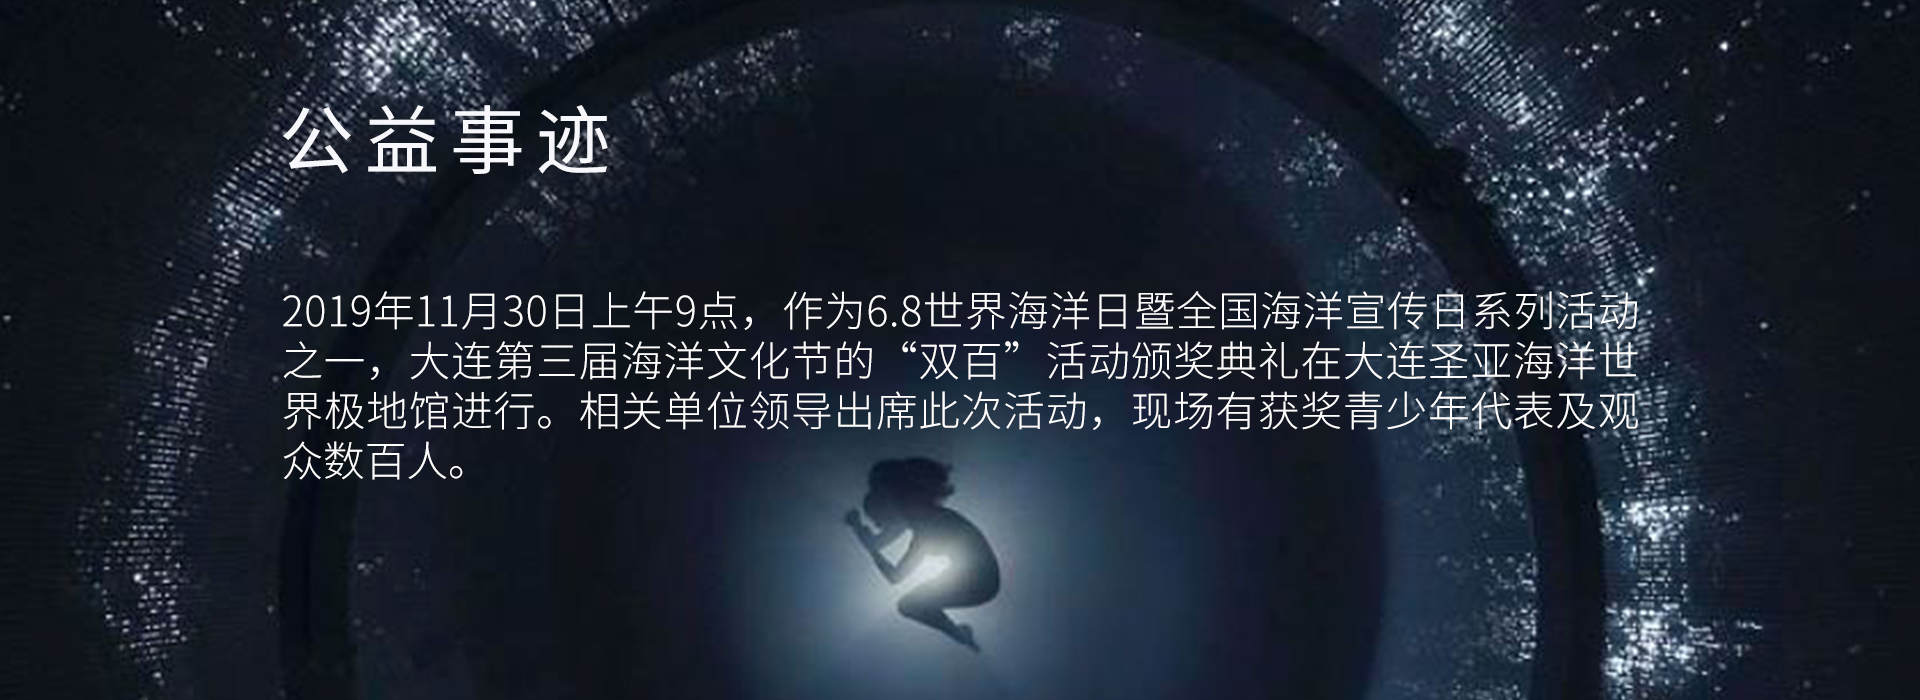 公益事迹
2019年11月30日上午9点，作为6.8世界海洋日暨全国海洋宣传日系列活动
之一，大连第三届海洋文化节的“双百”活动颁奖典礼在大连圣亚海洋世
界极地馆进行。相关单位领导出席此次活动，现场有获奖青少年代表及观
众数百人。